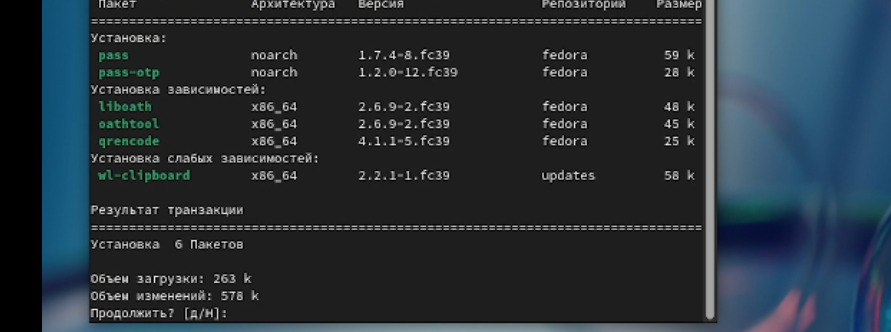 Пакет Архитектура Версия Репозиторий Размер
================================================================================
Установка:
pass noarch 1.7.4-8.fc39 fedora 59 k
pass-otp noarch 1.2.0-12.fc39 fedora 28 k
Установка зависимостей:
liboath x86_64 2.6.9-2.fc39 fedora 48 k
oathtool x86_64 2.6.9-2.fc39 fedora 45 k
qrencode x86_64 4.1.1-5.fc39 fedora 25 k
Установка слабых зависимостей:
wl-clipboard x86_64 2.2.1-1.fc39 updates 58 k
Результат транзакции
================================================================================
Установка 6 Пакетов
Объем загрузки: 263 k
Объем изменений: 578 k
Продолжить? [д/Н]: